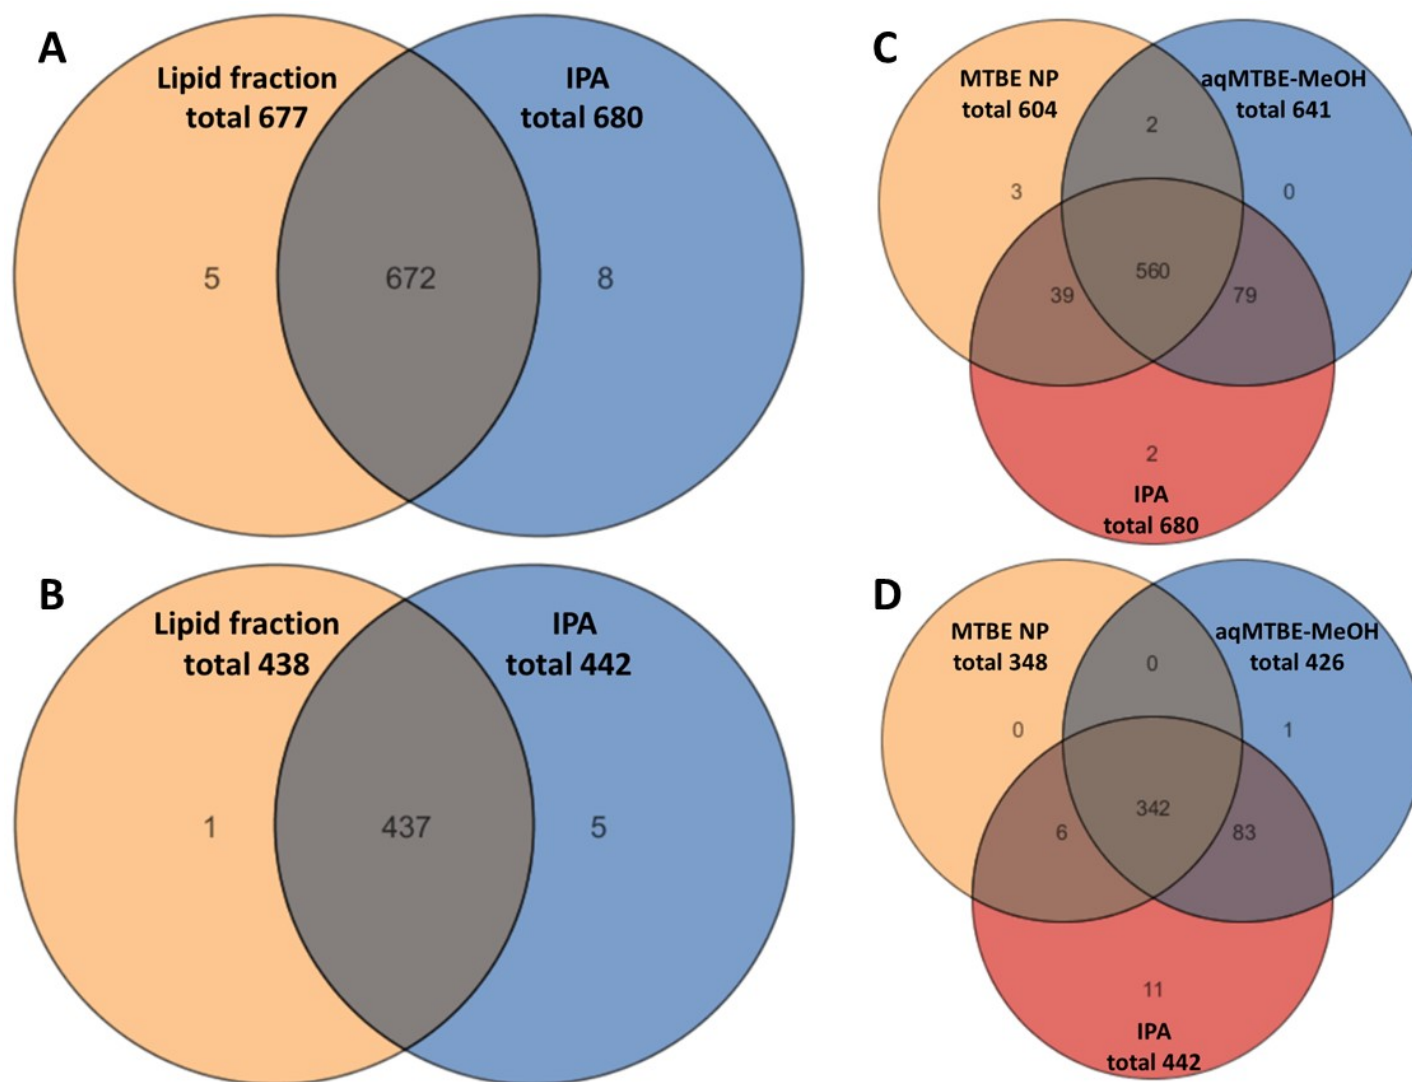 A
Lipid fraction
total 677
IPA
total 680
5
672
8
B
Lipid fraction
total 438
IPA
total 442
1
437
5
C
MTBE NP
total 604
aqMTBE-MeOH
total 641
2
3
0
560
39
79
2
IPA
total 680
D
MTBE NP
total 348
aqMTBE-MeOH
total 426
0
0
1
342
6
83
11
IPA
total 442